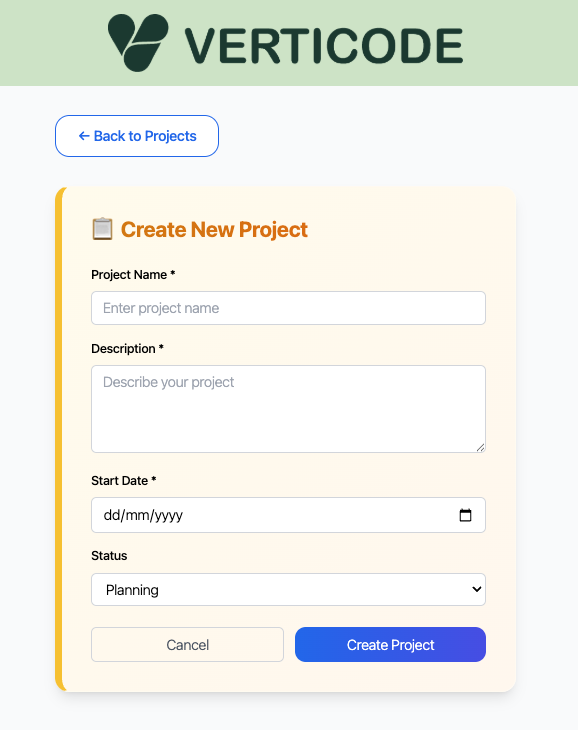 VERTICODE
← Back to Projects
📋 Create New Project
Project Name *
Enter project name
Description *
Describe your project
Start Date *
dd/mm/yyyy
Status
Planning
Cancel
Create Project